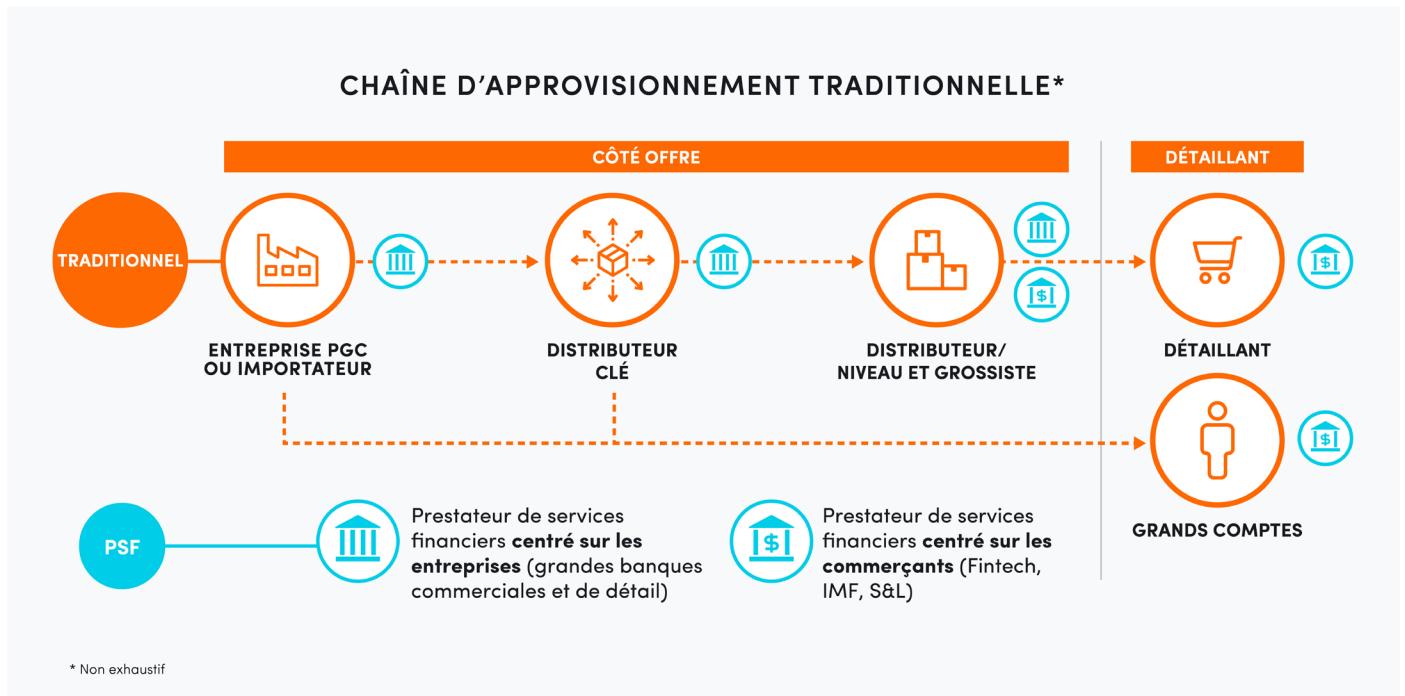 CHAÎNE D'APPROVISIONNEMENT TRADITIONNELLE*
CÔTÉ OFFRE
DÉTAILLANT
TRADITIONNEL
ENTREPRISE PGC
OU IMPORTATEUR
DISTRIBUTEUR
CLÉ
DISTRIBUTEUR/
NIVEAU ET GROSSISTE
$
$
DÉTAILLANT
$
GRANDS COMPTES
PSF
Prestateur de services
financiers centré sur les
entreprises (grandes banques
commerciales et de détail)
$
Prestateur de services
financiers centré sur les
commerçants (Fintech,
IMF, S&L)
* Non exhaustif